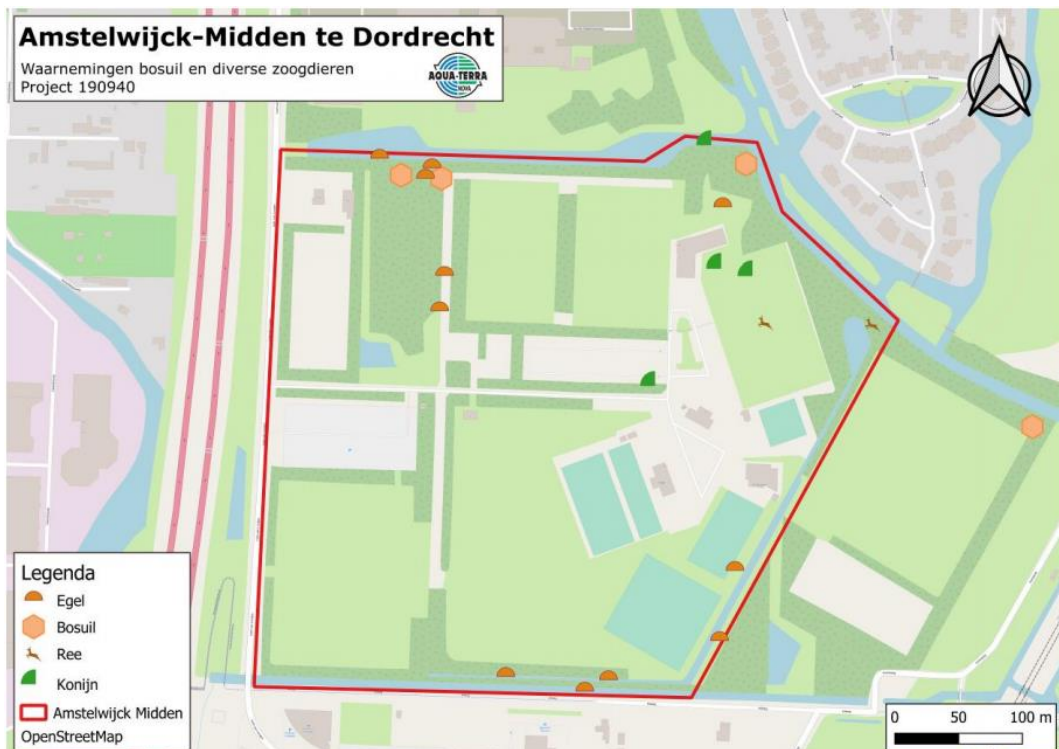 Amstelwijck-Midden te Dordrecht
Waarnemingen bosuil en diverse zoogdieren
Project 190940
AQUA-TERRA
NOVA
N
Legenda
Egel
Bosuil
Ree
Konijn
Amstelwijck Midden
OpenStreetMap
0 50 100 m